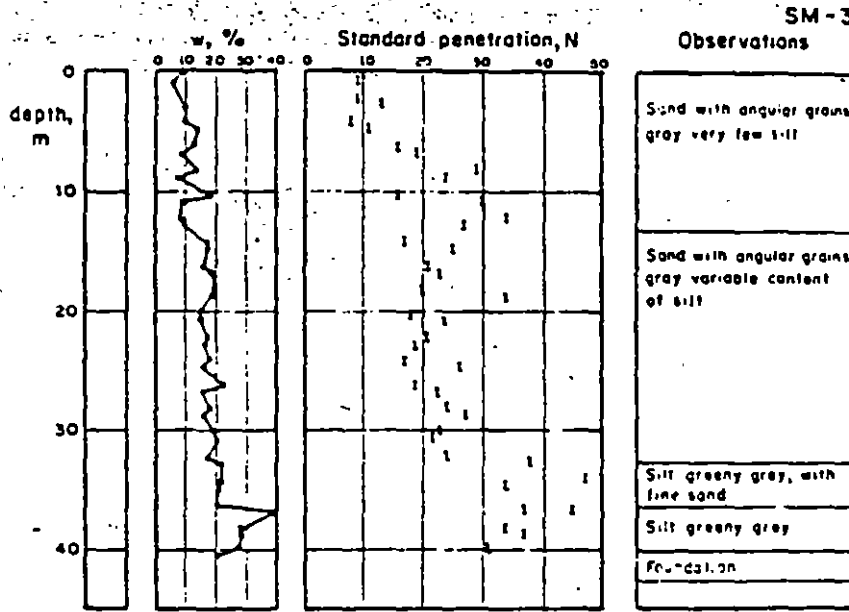 SM-3
w, %
Standard penetration, N
Observations
0 10 20 30 40
0 10 20 30 40 50
0
depth,
m
10
20
30
40
Sand with angular grains
gray very few silt
Sand with angular grains
gray variable content
of silt
Silt greeny gray, with
fine sand
Silt greeny grey
Foundation